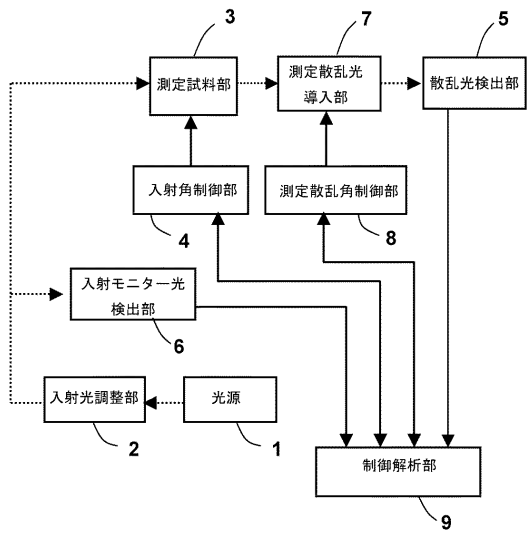 3
7
5
測定試料部
測定散乱光
導入部
散乱光検出部
入射角制御部
測定散乱角制御部
4
8
入射モニター光
検出部
6
入射光調整部
光源
2
1
制御解析部
9